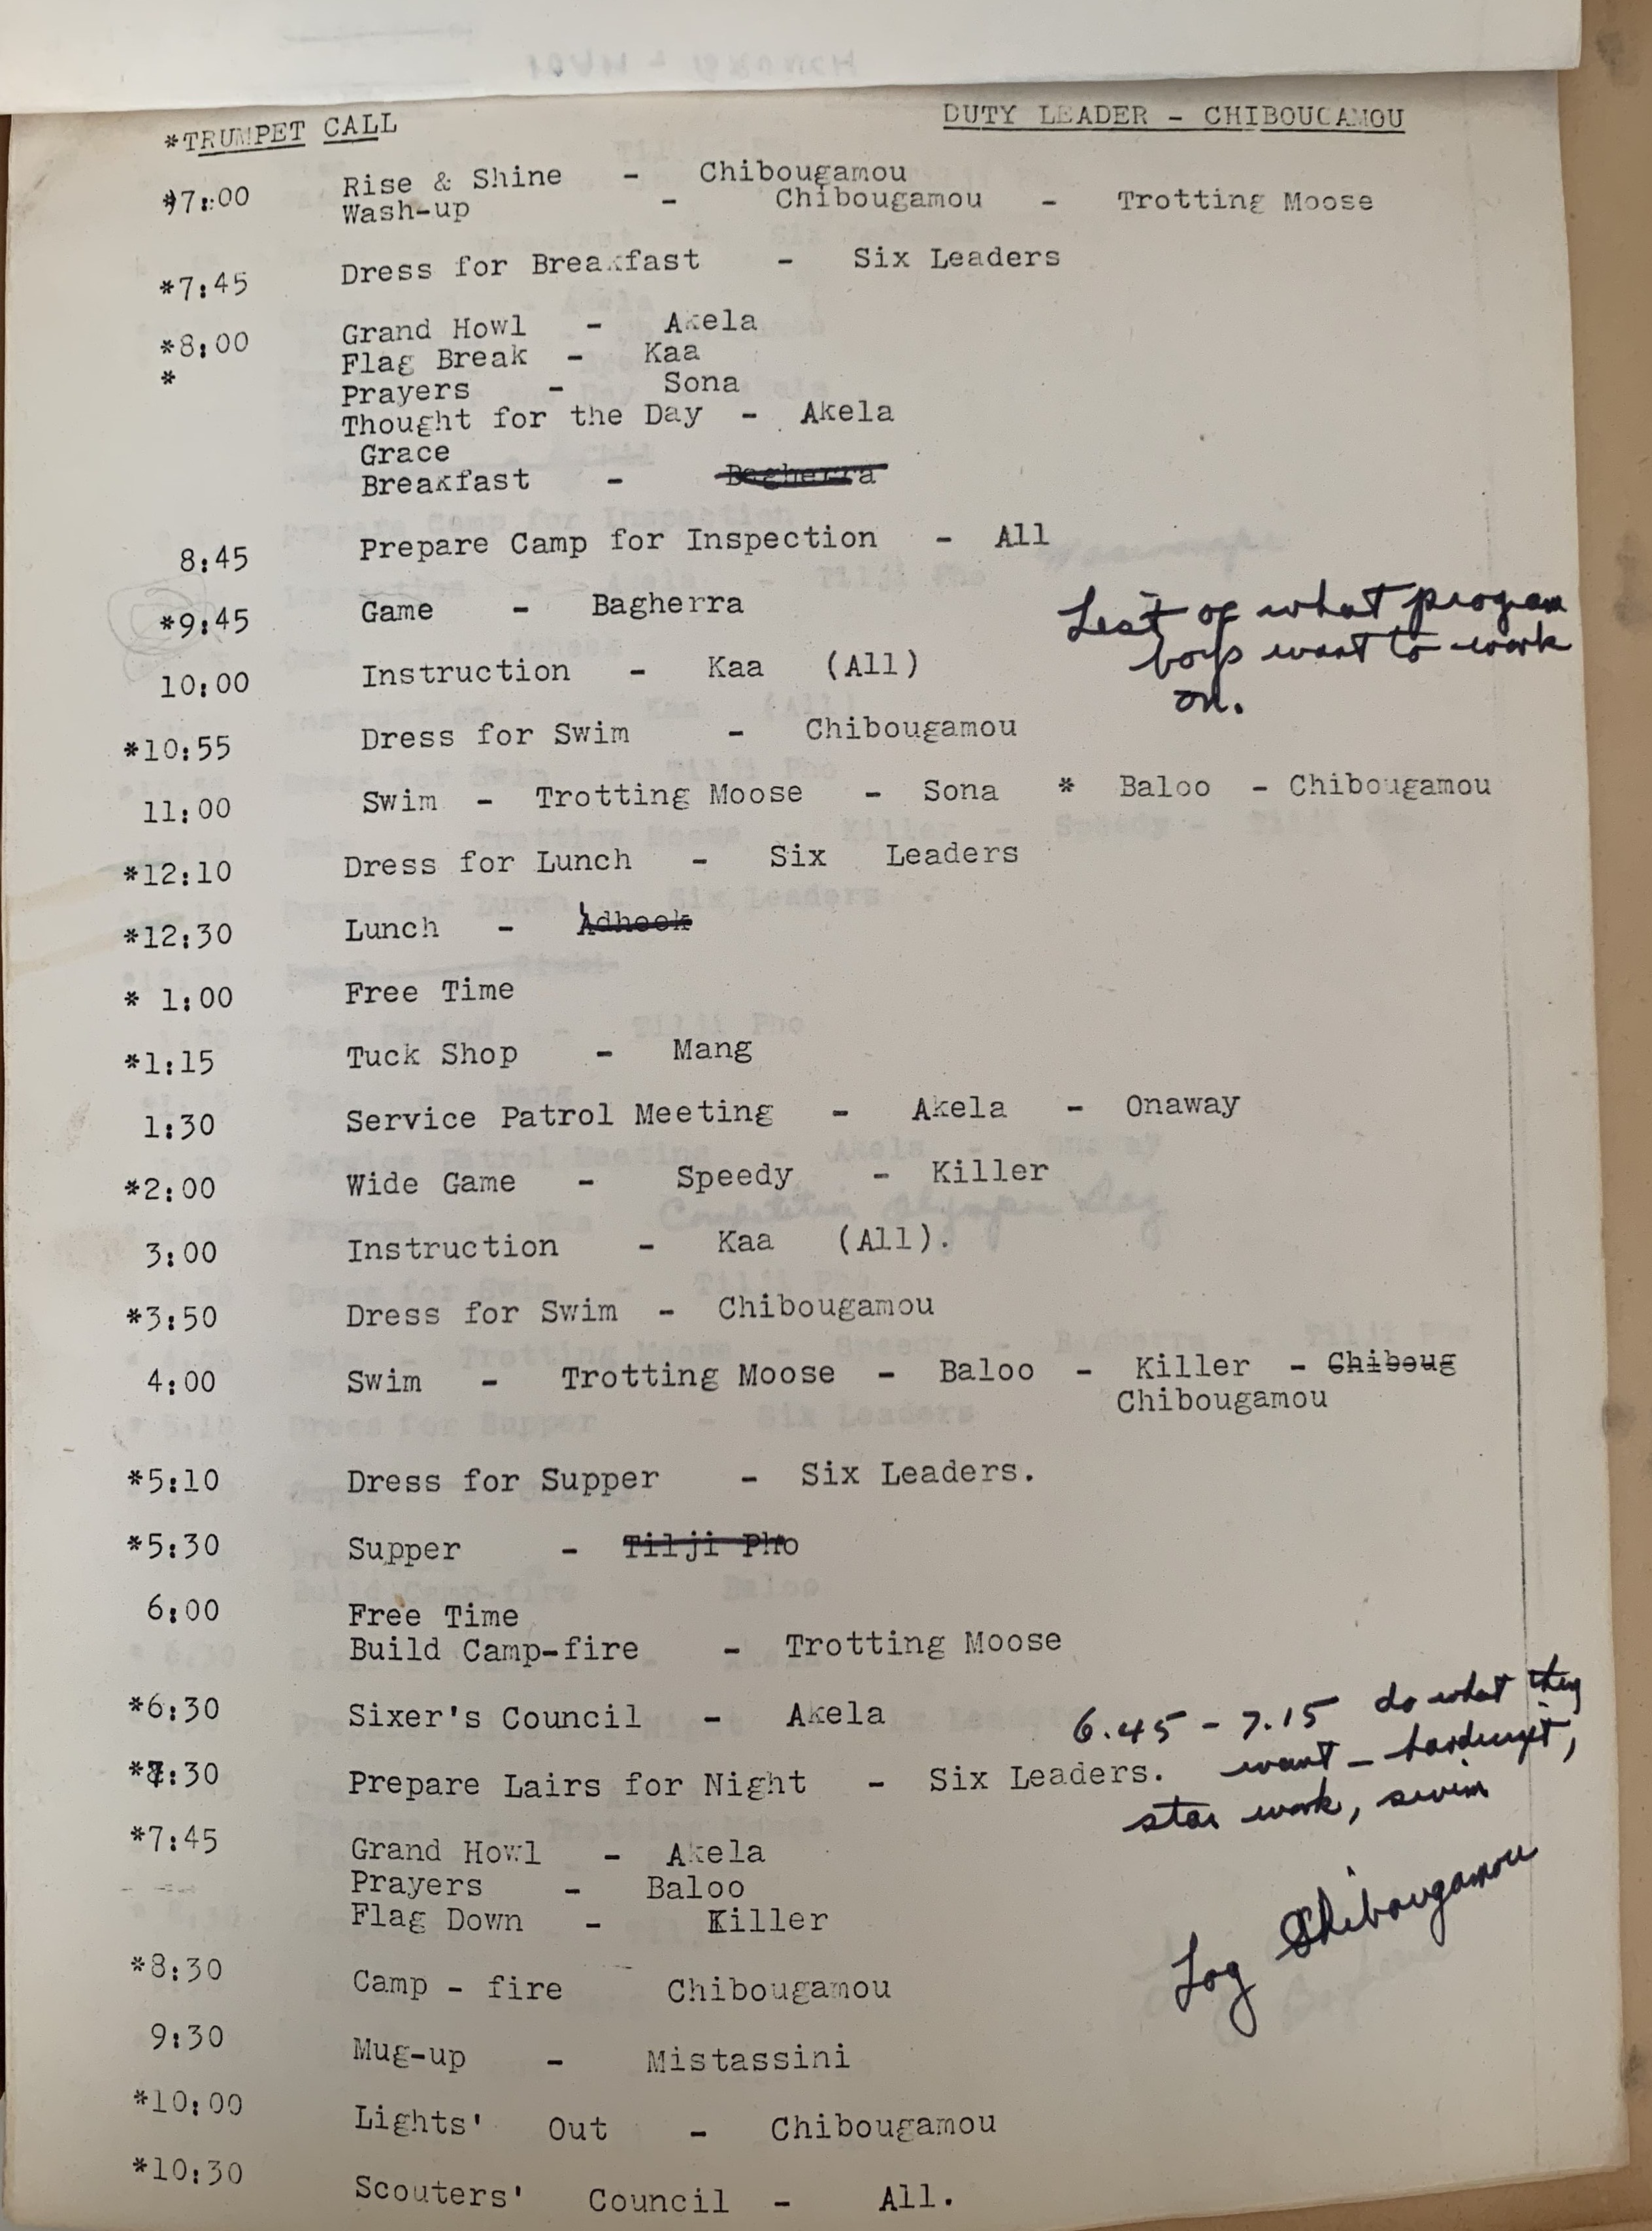 *TRUMPET CALL DUTY LEADER - CHIBOUGAMOU
*7:00 Rise & Shine - Chibougamou
Wash-up - Chibougamou - Trotting Moose
*7:45 Dress for Breakfast - Six Leaders
*8:00 Grand Howl - Akela
* Flag Break - Kaa
Prayers - Sona
Thought for the Day - Akela
Grace
Breakfast - Bagherra
8:45 Prepare Camp for Inspection - All
*9:45 Game - Bagherra
List of what program
boys want to work
on.
10:00 Instruction - Kaa (All)
*10:55 Dress for Swim - Chibougamou
11:00 Swim - Trotting Moose - Sona * Baloo - Chibougamou
*12:10 Dress for Lunch - Six Leaders
*12:30 Lunch - Adheek
* 1:00 Free Time
*1:15 Tuck Shop - Mang
1:30 Service Patrol Meeting - Akela - Onaway
*2:00 Wide Game - Speedy - Killer
3:00 Instruction - Kaa (All).
*3:50 Dress for Swim - Chibougamou
4:00 Swim - Trotting Moose - Baloo - Killer - Chiboug
Chibougamou
*5:10 Dress for Supper - Six Leaders.
*5:30 Supper - Tilji Pho
6:00 Free Time
Build Camp-fire - Trotting Moose
*6:30 Sixer's Council - Akela
6.45 - 7.15 do what they
want -
star work, swim
*7:30 Prepare Lairs for Night - Six Leaders.
*7:45 Grand Howl - Akela
Prayers - Baloo
Flag Down - Killer
Log Chibougamou
*8:30 Camp - fire Chibougamou
9:30 Mug-up - Mistassini
*10:00 Lights' Out - Chibougamou
*10:30 Scouters' Council - All.